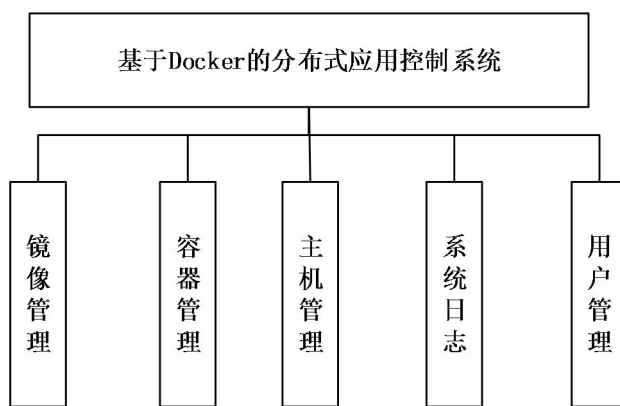 基于Docker的分布式应用控制系统
镜像管理
容器管理
主机管理
系统日志
用户管理